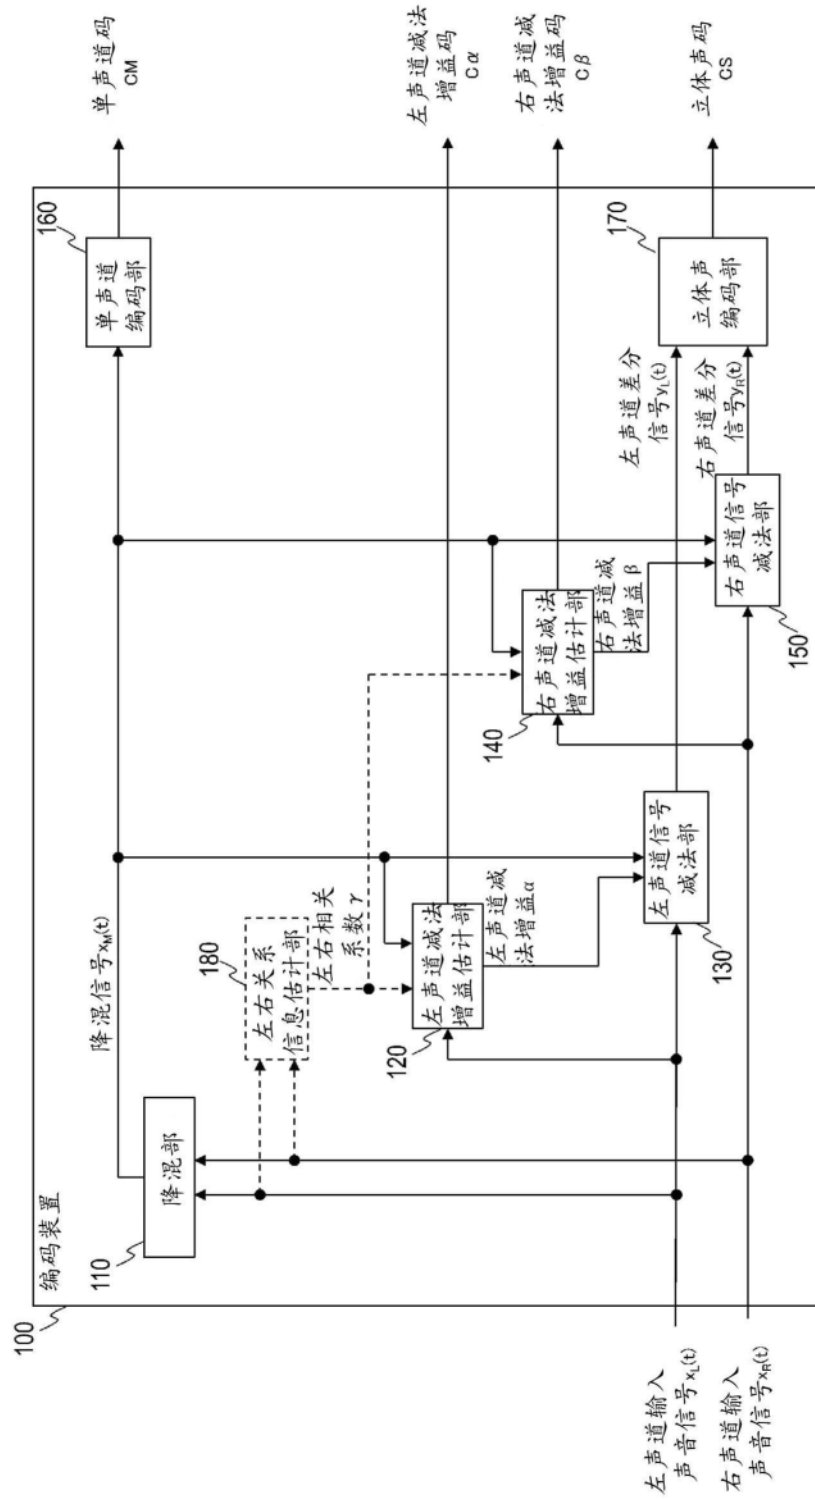 100
编码装置
110
降混部
降混信号xM(t)
180
左右关系
信息估计部
左右相关
系数γ
120
左声道减法
增益估计部
左声道减
法增益α
130
左声道信号
减法部
140
右声道减法
增益估计部
右声道减
法增益β
150
右声道信号
减法部
左声道差分
信号yL(t)
右声道差分
信号yR(t)
160
单声道
编码部
170
立体声
编码部
左声道输入
声音信号xL(t)
右声道输入
声音信号xR(t)
单声道码
CM
左声道减法
增益码
Cα
右声道减
法增益码
Cβ
立体声码
CS